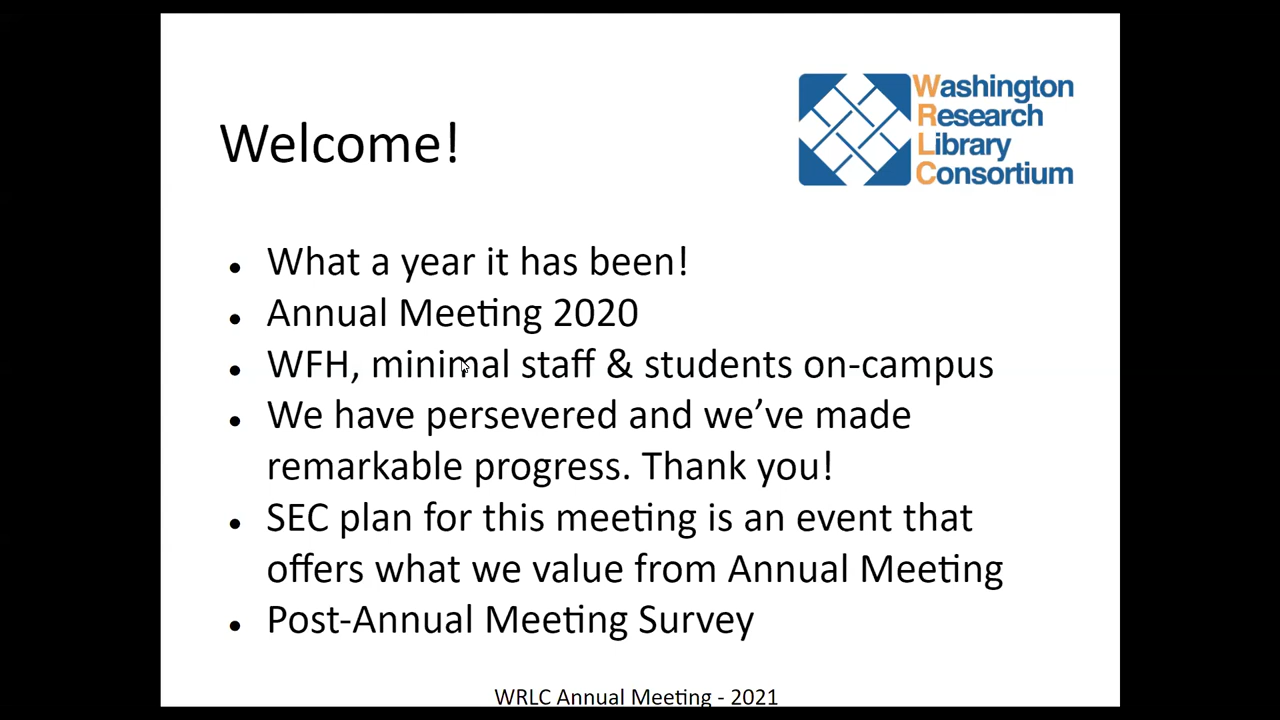 Welcome!
Washington
Research
Library
Consortium
• What a year it has been!
• Annual Meeting 2020
• WFH, minimal staff & students on-campus
• We have persevered and we’ve made
remarkable progress. Thank you!
• SEC plan for this meeting is an event that
offers what we value from Annual Meeting
• Post-Annual Meeting Survey
WRLC Annual Meeting - 2021